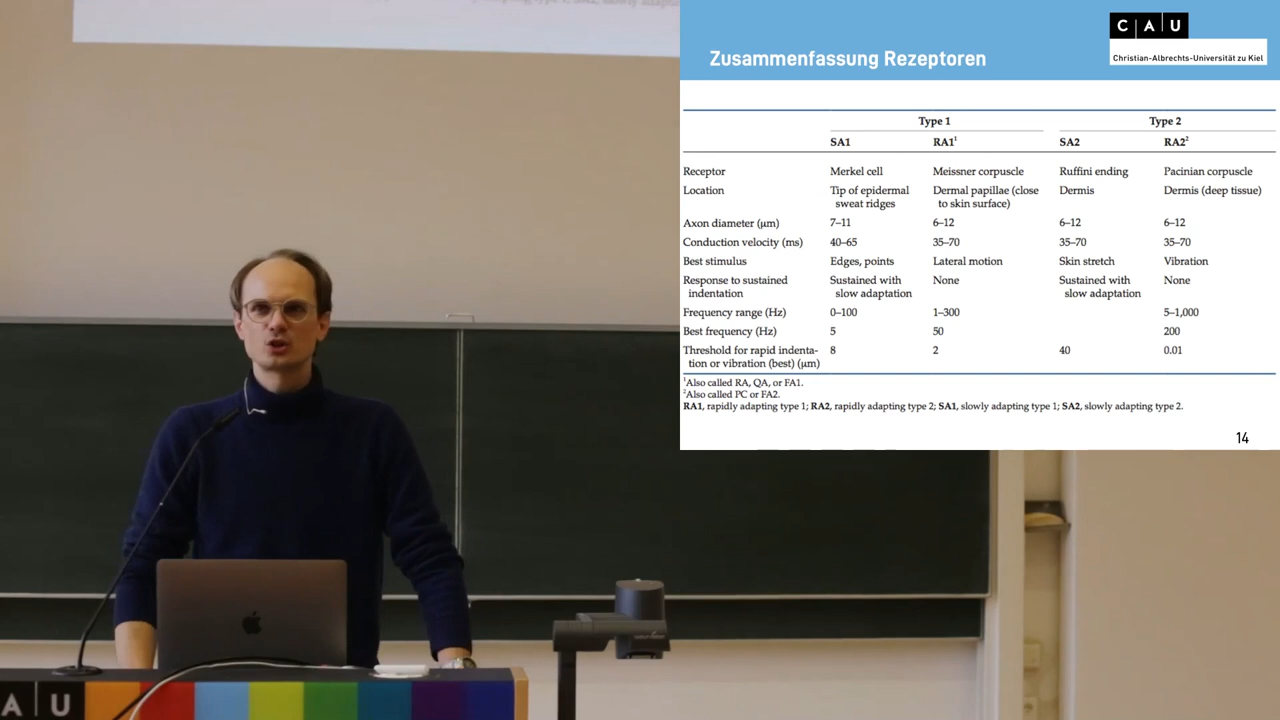 Zusammenfassung Rezeptoren
C A U
Christian-Albrechts-Universität zu Kiel
Type 1 Type 2
SA1 RA1¹ SA2 RA2²
Receptor Merkel cell Meissner corpuscle Ruffini ending Pacinian corpuscle
Location Tip of epidermal Dermal papillae (close Dermis Dermis (deep tissue)
sweat ridges to skin surface)
Axon diameter (μm) 7–11 6–12 6–12 6–12
Conduction velocity (ms) 40–65 35–70 35–70 35–70
Best stimulus Edges, points Lateral motion Skin stretch Vibration
Response to sustained Sustained with None Sustained with None
indentation slow adaptation slow adaptation
Frequency range (Hz) 0–100 1–300 5–1,000
Best frequency (Hz) 5 50 200
Threshold for rapid indenta- 8 2 40 0.01
tion or vibration (best) (μm)
¹Also called RA, QA, or FA1.
²Also called PC or FA2.
RA1, rapidly adapting type 1; RA2, rapidly adapting type 2; SA1, slowly adapting type 1; SA2, slowly adapting type 2.
14
A U